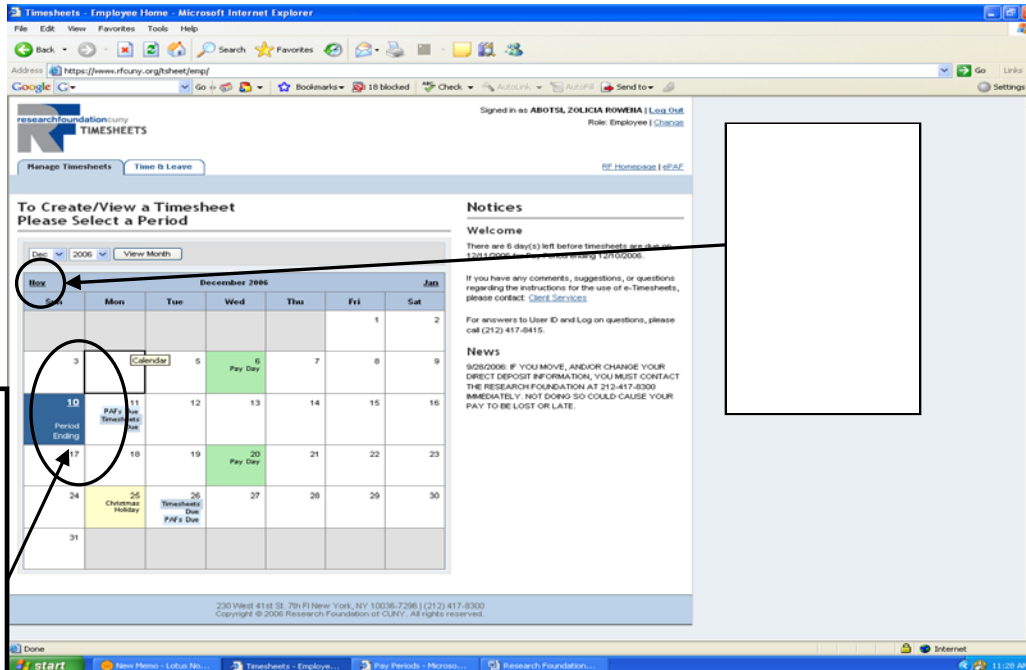 Timesheets - Employee Home - Microsoft Internet Explorer
File Edit View Favorites Tools Help
Back Search Favorites
Address https://www.rfcuny.org/tsheet/emp/ Go Links
Google G Go Bookmarks 18 blocked Check AutoLink AutoFill Send to Settings
researchfoundationcuny
TIMESHEETS
Signed in as ABOTSI, ZOLICIA ROWENA | Log Out
Role: Employee | Change
Manage Timesheets Time & Leave
RF Homepage | ePAF
To Create/View a Timesheet
Please Select a Period
Dec 2006 View Month
Nov December 2006 Jan
Sun Mon Tue Wed Thu Fri Sat
1 2
3 Calendar 5 6 7 8 9
Pay Day
10 11 12 13 14 15 16
Period
Ending
PAFs Due
Timesheets
Due
17 18 19 20 21 22 23
Pay Day
24 25 26 27 28 29 30
Christmas
Holiday
Timesheets
Due
PAFs Due
31
Notices
Welcome
There are 6 day(s) left before timesheets are due on
12/11/2006 for Pay Period ending 12/10/2006.
If you have any comments, suggestions, or questions
regarding the instructions for the use of e-Timesheets,
please contact: Client Services
For answers to User ID and Log on questions, please
call (212) 417-8415.
News
9/28/2006: IF YOU MOVE, AND/OR CHANGE YOUR
DIRECT DEPOSIT INFORMATION, YOU MUST CONTACT
THE RESEARCH FOUNDATION AT 212-417-8300
IMMEDIATELY. NOT DOING SO COULD CAUSE YOUR
PAY TO BE LOST OR LATE.
230 West 41st St. 7th Fl New York, NY 10036-7296 | (212) 417-8300
Copyright © 2006 Research Foundation of CUNY. All rights reserved.
Done Internet
start New Memo - Lotus No... Timesheets - Employe... Pay Periods - Microso... Research Foundation... 11:20 AM